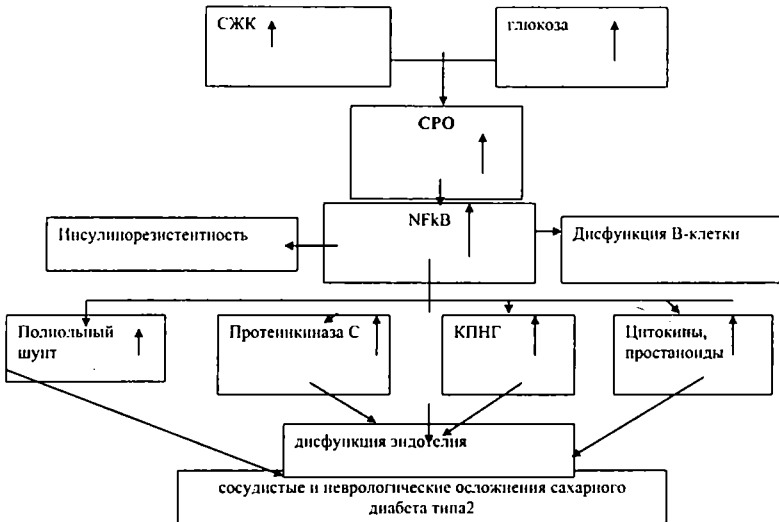 СЖК
глюкоза
СРО
NFkB
Инсулинорезистентность
Дисфункция В-клетки
Полиольный
шунт
Протеинкиназа С
КПНГ
Цитокины,
простаноиды
дисфункция эндотелия
сосудистые и неврологические осложнения сахарного
диабета типа2